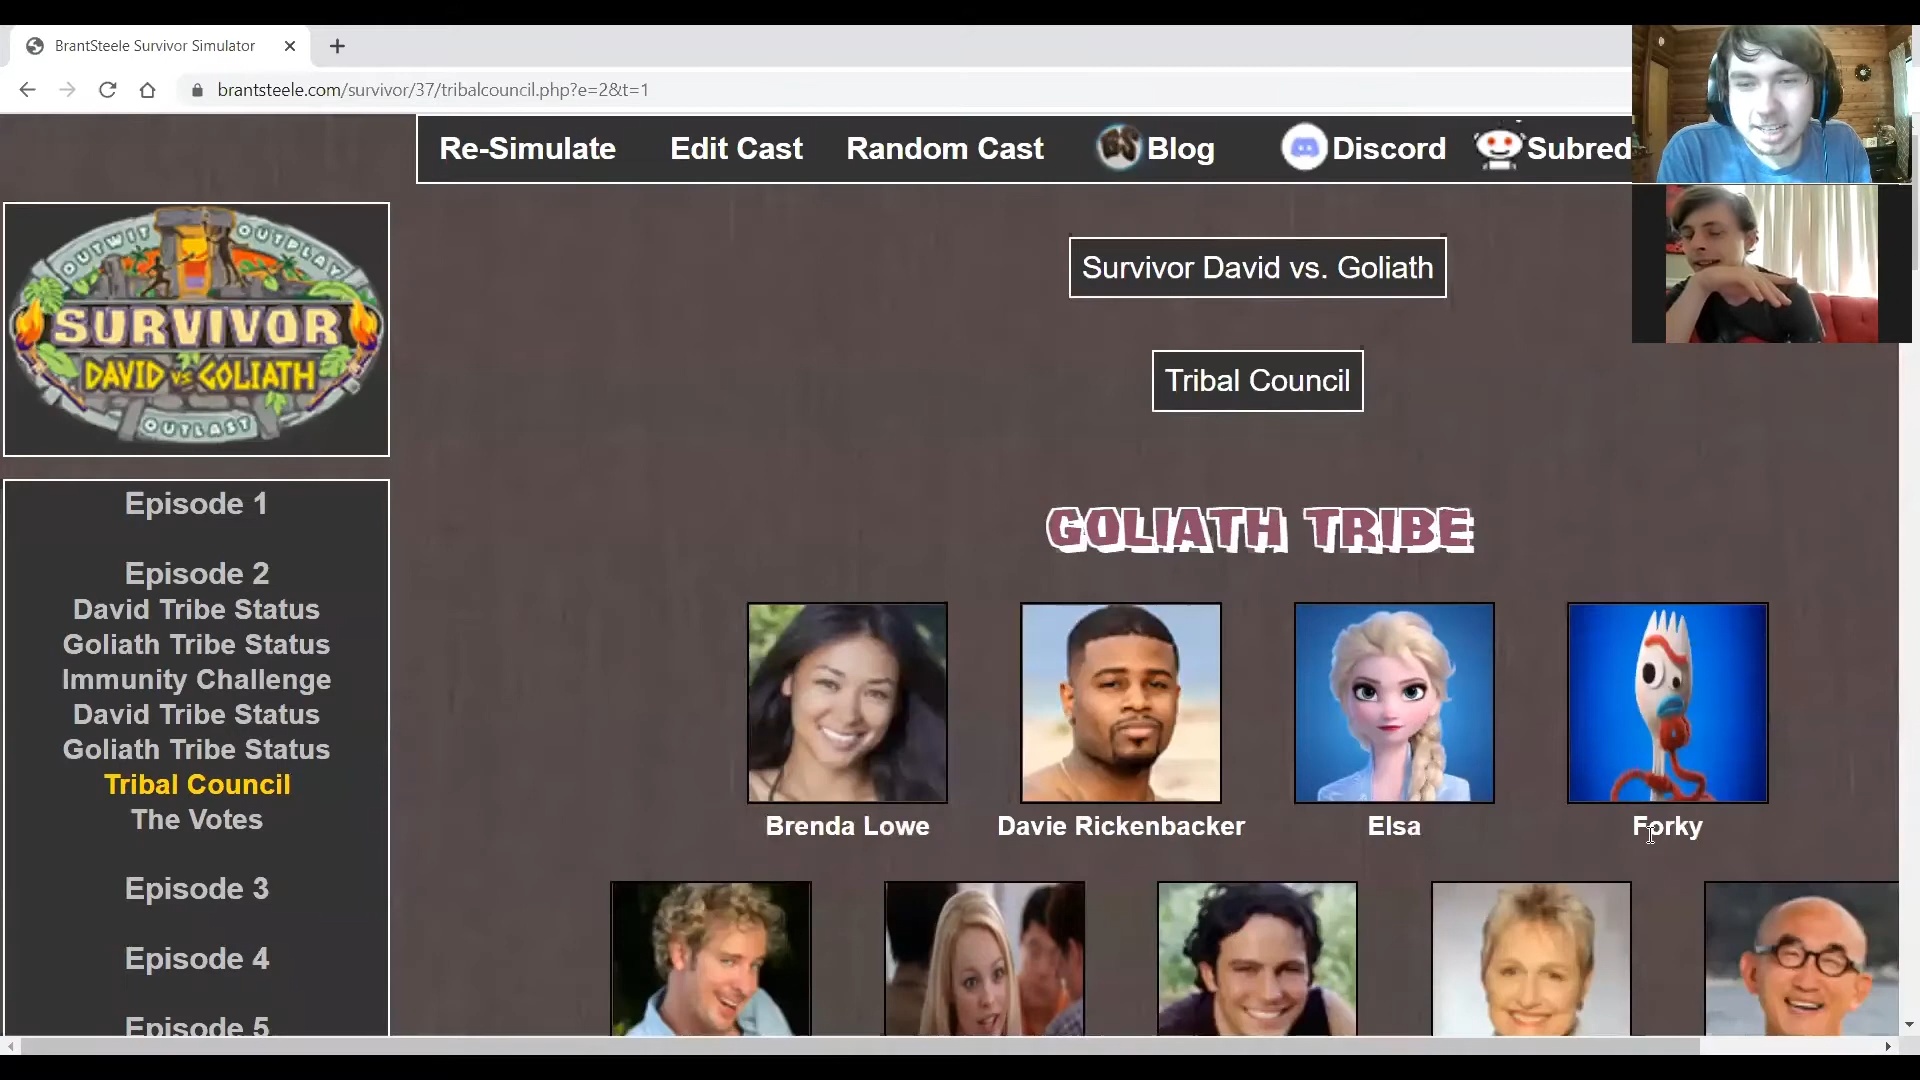 BrantSteele Survivor Simulator
brantsteele.com/survivor/37/tribalcouncil.php?e=2&t=1
Re-Simulate
Edit Cast
Random Cast
Blog
Discord
Subred
OUTWIT OUTPLAY
SURVIVOR
DAVID vs GOLIATH
OUTLAST
Survivor David vs. Goliath
Tribal Council
GOLIATH TRIBE
Episode 1
Episode 2
David Tribe Status
Goliath Tribe Status
Immunity Challenge
David Tribe Status
Goliath Tribe Status
Tribal Council
The Votes
Episode 3
Episode 4
Episode 5
Brenda Lowe
Davie Rickenbacker
Elsa
Forky